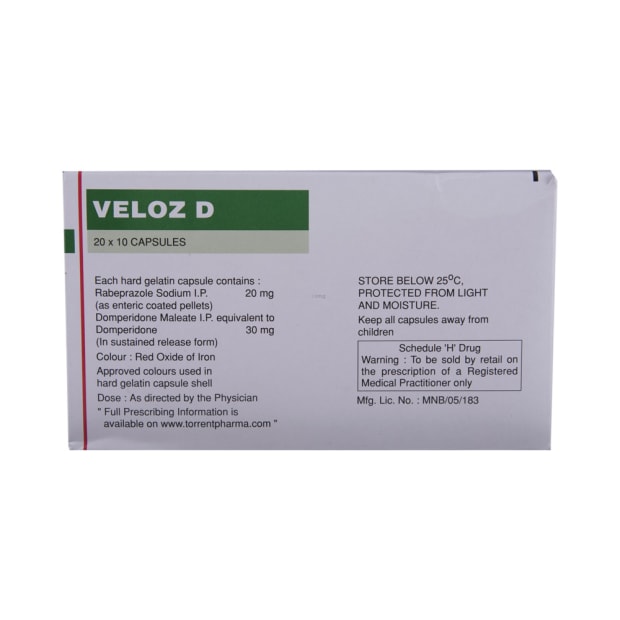 VELOZ D
20 x 10 CAPSULES
Each hard gelatin capsule contains :
Rabeprazole Sodium I.P. 20 mg
(as enteric coated pellets)
Domperidone Maleate I.P. equivalent to
Domperidone 30 mg
(In sustained release form)
Colour : Red Oxide of Iron
Approved colours used in
hard gelatin capsule shell
Dose : As directed by the Physician
" Full Prescribing Information is
available on www.torrentpharma.com "
STORE BELOW 25ºC,
PROTECTED FROM LIGHT
AND MOISTURE.
Keep all capsules away from
children
Schedule 'H' Drug
Warning : To be sold by retail on
the prescription of a Registered
Medical Practitioner only
Mfg. Lic. No. : MNB/05/183